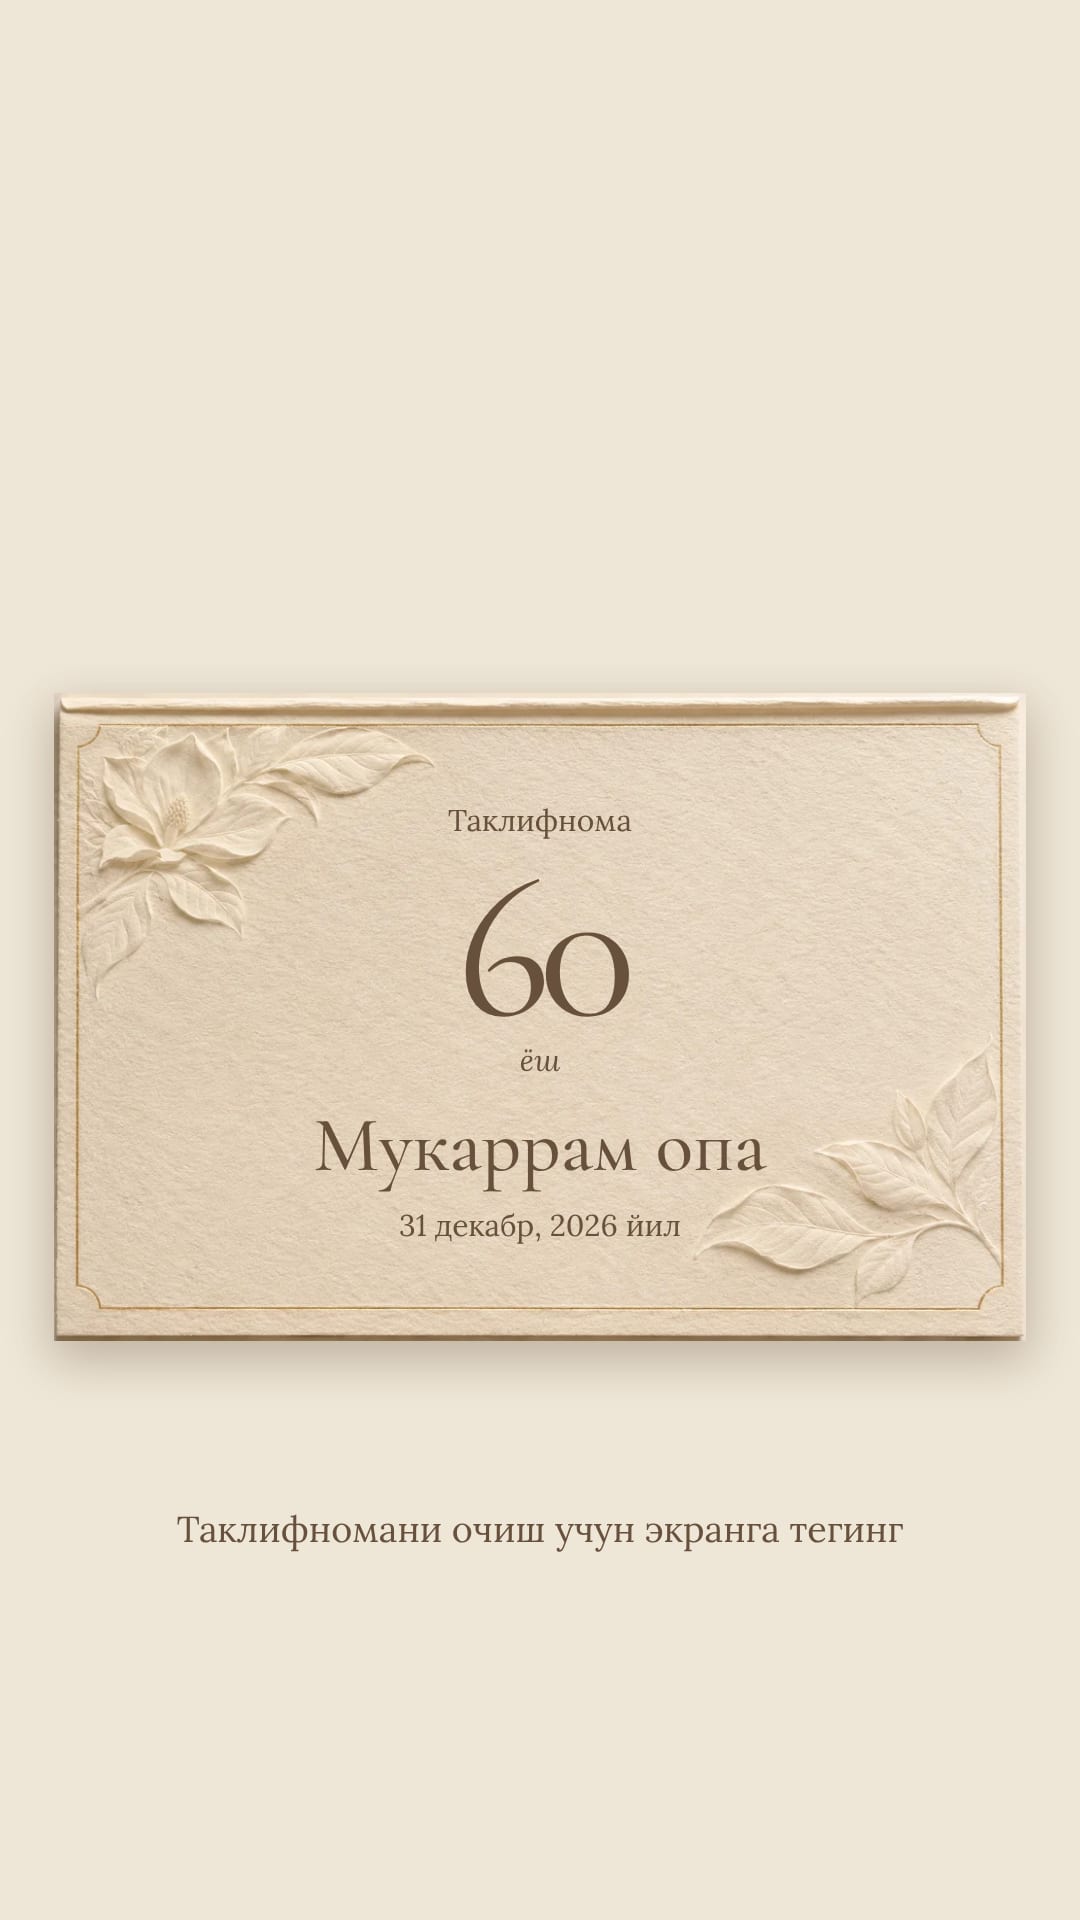 Таклифнома
60
ёш
Мукаррам опа
31 декабр, 2026 йил
Таклифномани очиш учун экранга тегинг